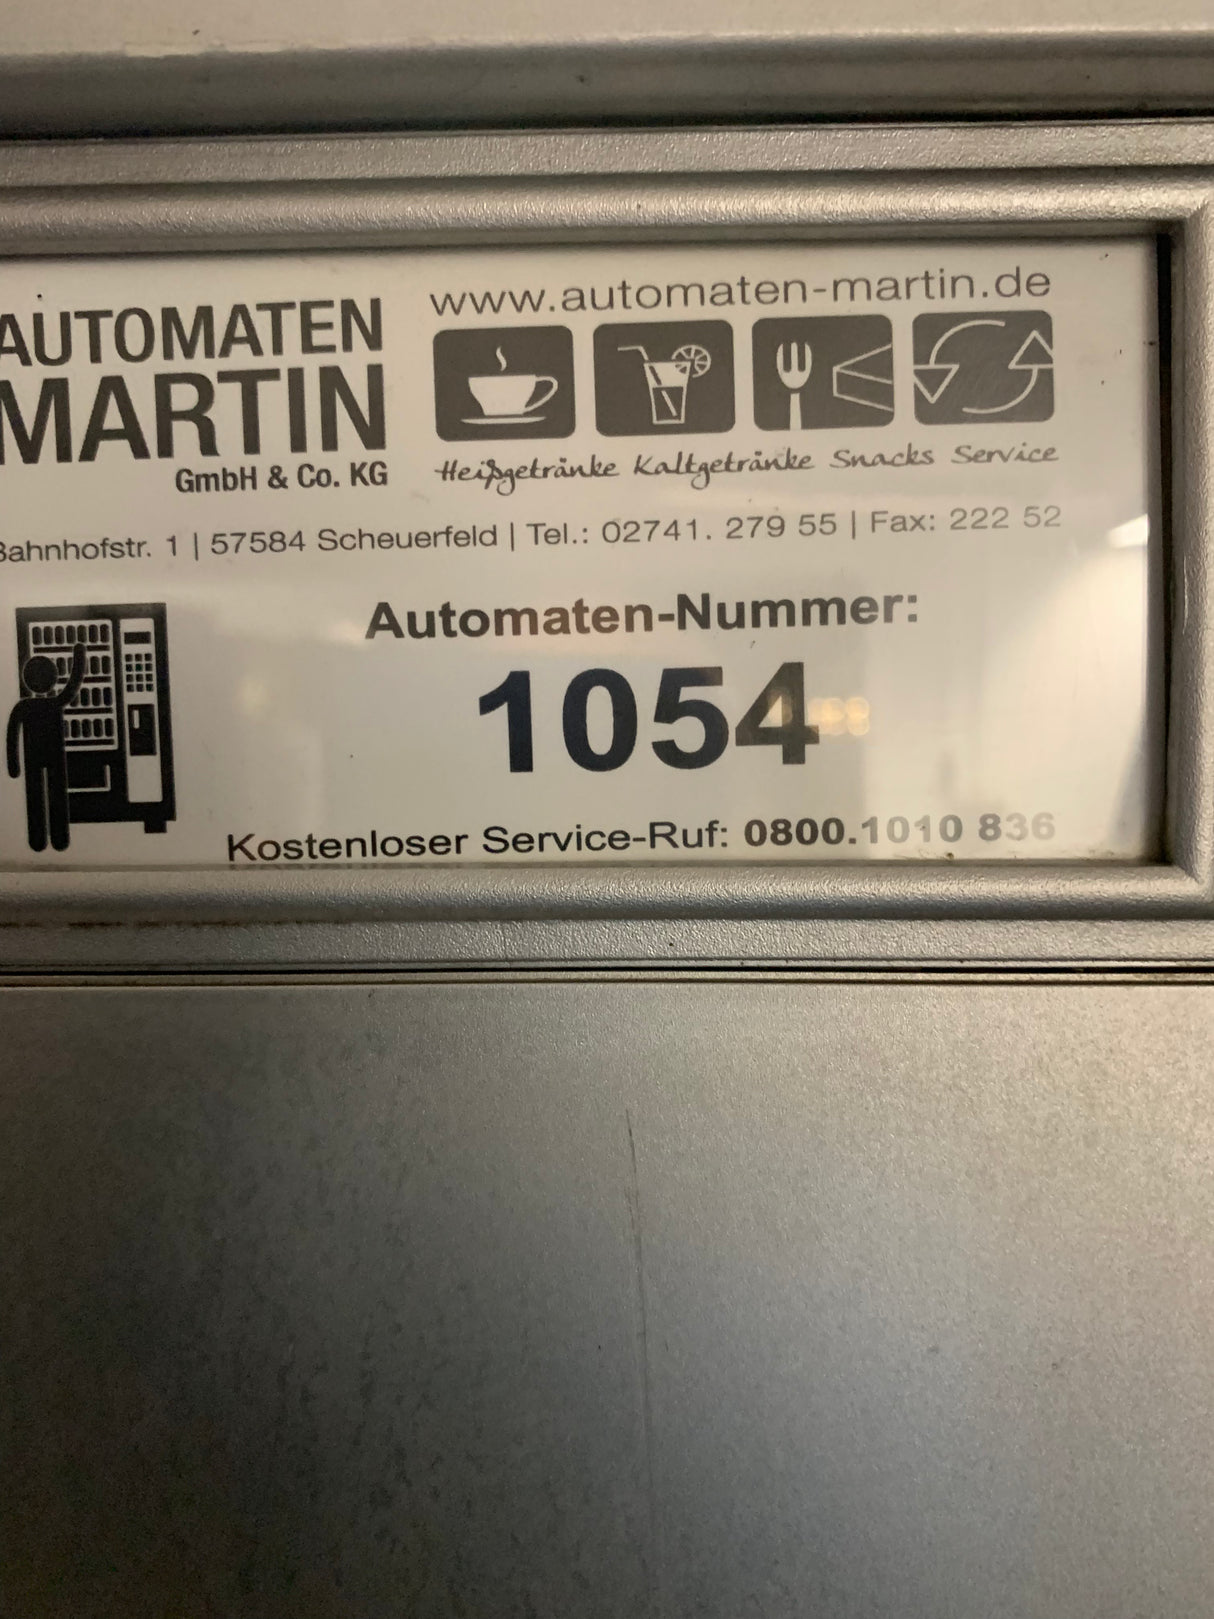 AUTOMATEN
MARTIN
GmbH & Co. KG
www.automaten-martin.de
Heißgetränke Kaltgetränke Snacks Service
Bahnhofstr. 1 | 57584 Scheuerfeld | Tel.: 02741. 279 55 | Fax: 222 52
Automaten-Nummer:
1054
Kostenloser Service-Ruf: 0800.1010 836